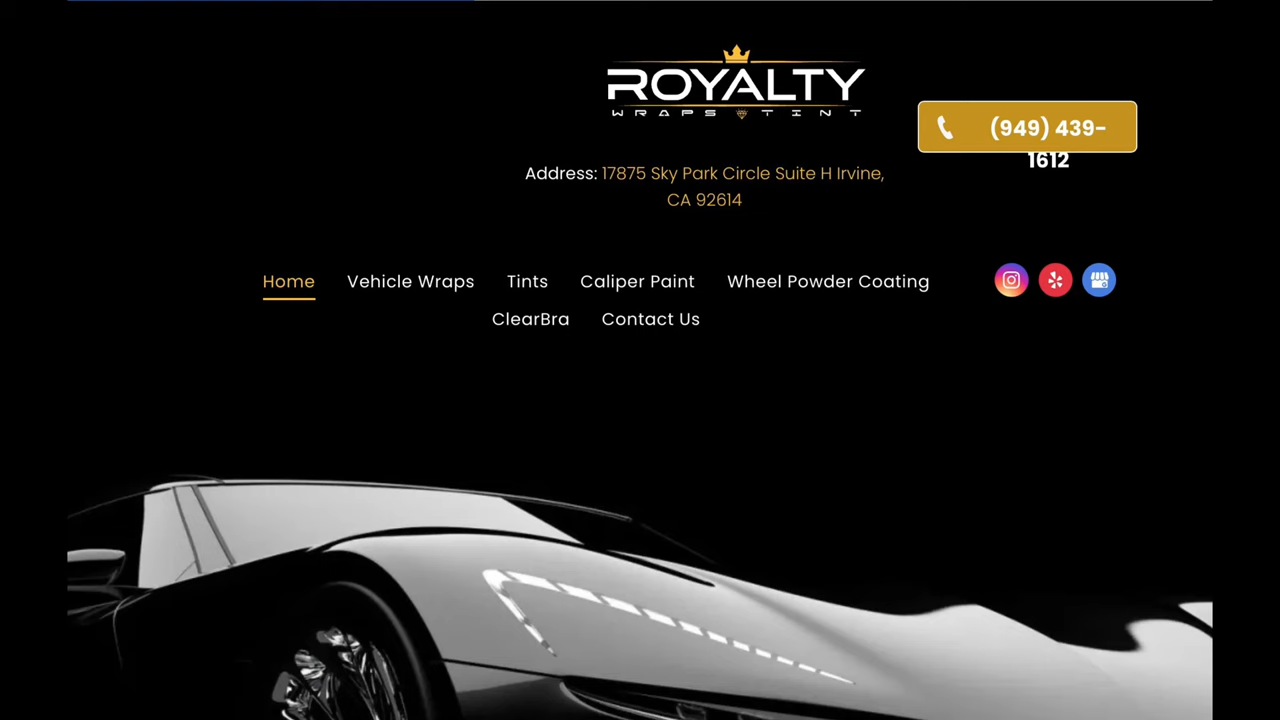 ROYALTY
WRAPS TINT
(949) 439-
1612
Address: 17875 Sky Park Circle Suite H Irvine,
CA 92614
Home Vehicle Wraps Tints Caliper Paint Wheel Powder Coating
ClearBra Contact Us